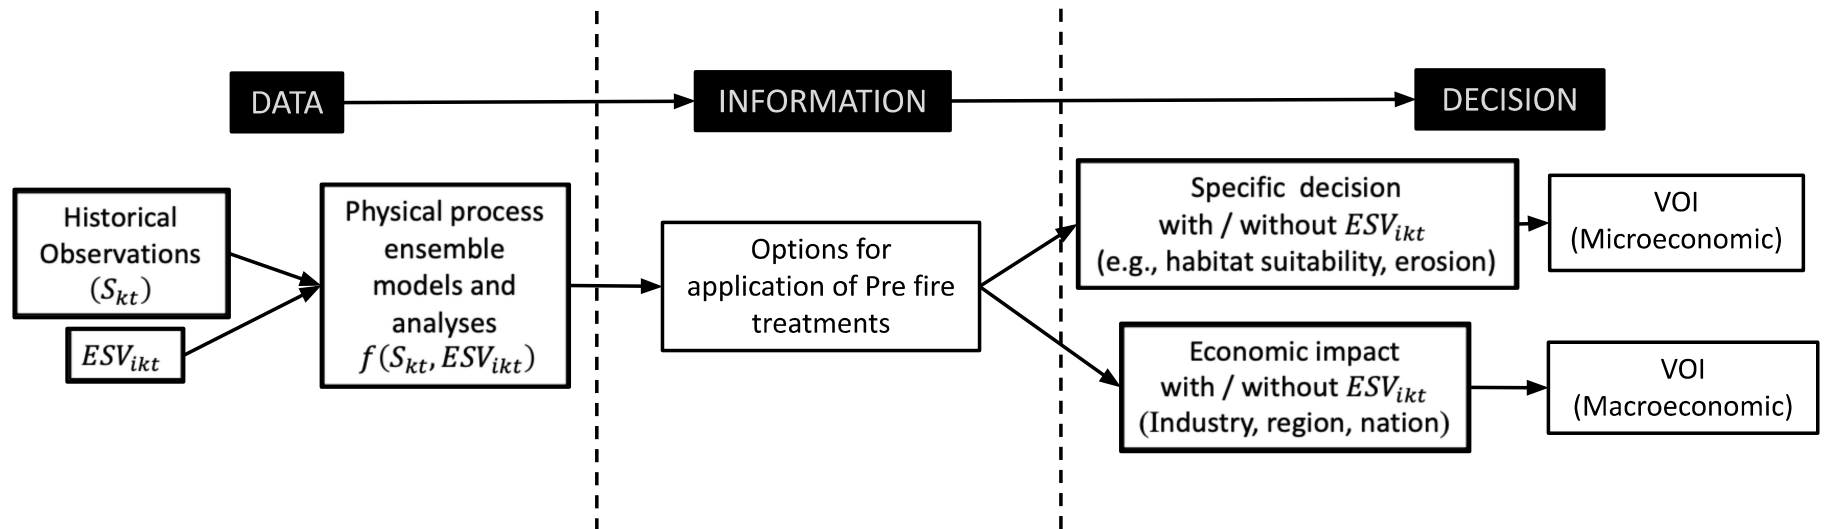 DATA
INFORMATION
DECISION
Historical
Observations
(S_kt)
ESV_ikt
Physical process
ensemble
models and
analyses
f(S_kt, ESV_ikt)
Options for
application of Pre fire
treatments
Specific decision
with / without ESV_ikt
(e.g., habitat suitability, erosion)
VOI
(Microeconomic)
Economic impact
with / without ESV_ikt
(Industry, region, nation)
VOI
(Macroeconomic)